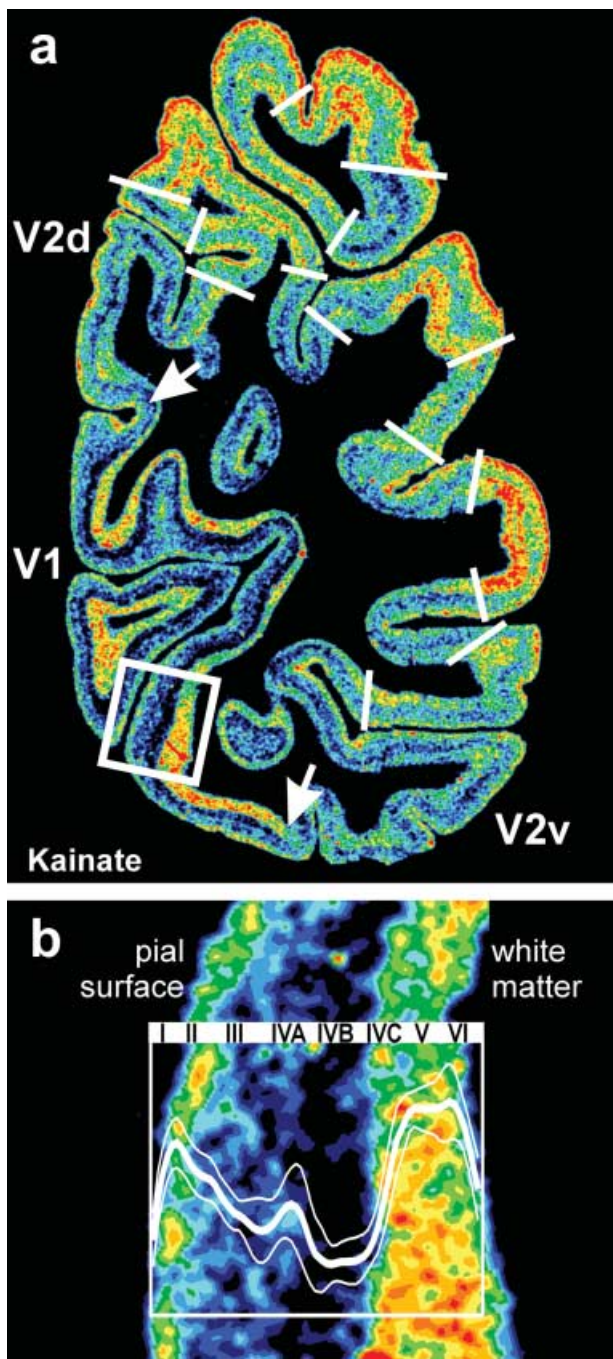 a
V2d
V1
V2v
Kainate
b
pial surface
white matter
I II III IVA IVB IVC V VI